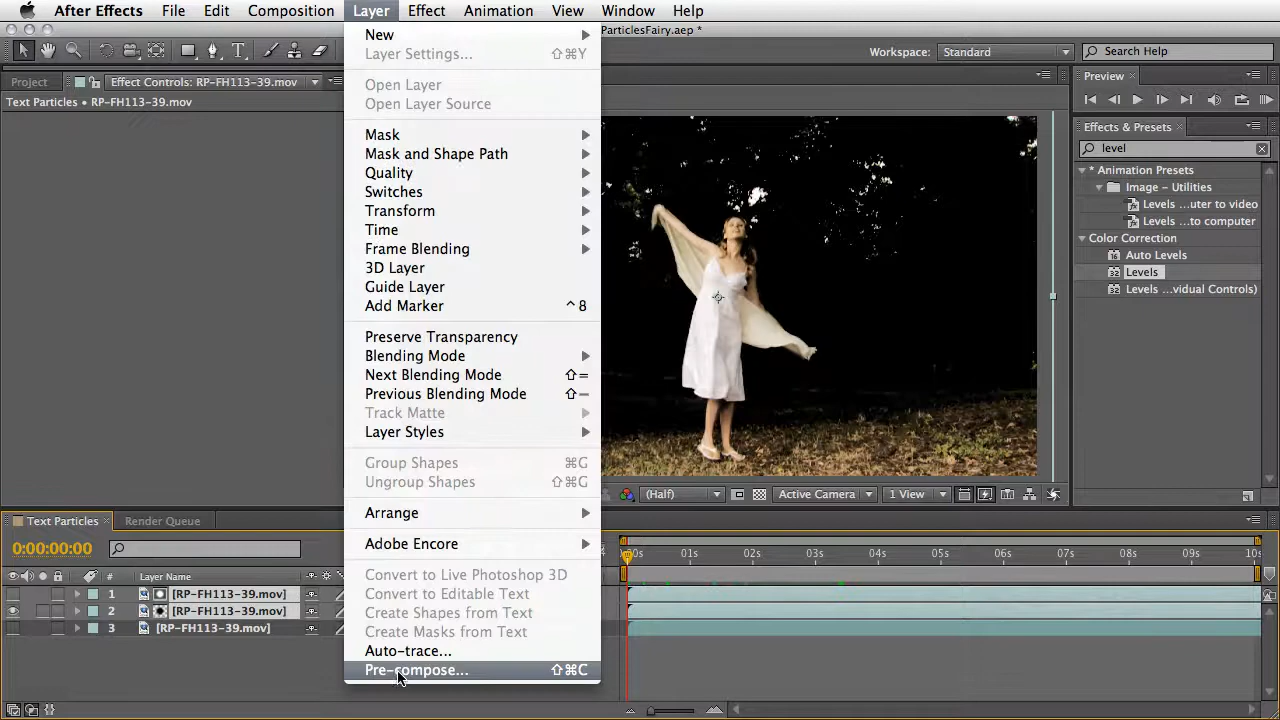 After Effects File Edit Composition Layer Effect Animation View Window Help
ParticlesFairy.aep *
Workspace: Standard Search Help
Project Effect Controls: RP-FH113-39.mov
Text Particles • RP-FH113-39.mov
New
Layer Settings... ⇧⌘Y
Open Layer
Open Layer Source
Mask
Mask and Shape Path
Quality
Switches
Transform
Time
Frame Blending
3D Layer
Guide Layer
Add Marker ⌃8
Preserve Transparency
Blending Mode
Next Blending Mode ⇧=
Previous Blending Mode ⇧−
Track Matte
Layer Styles
Group Shapes ⌘G
Ungroup Shapes ⇧⌘G
Arrange
Adobe Encore
Convert to Live Photoshop 3D
Convert to Editable Text
Create Shapes from Text
Create Masks from Text
Auto-trace...
Pre-compose... ⇧⌘C
Preview
Effects & Presets
level
* Animation Presets
Image – Utilities
Levels ...uter to video
Levels ...to computer
Color Correction
Auto Levels
Levels
Levels ...vidual Controls)
(Half) Active Camera 1 View
Text Particles Render Queue
0:00:00:00
00s 01s 02s 03s 04s 05s 06s 07s 08s 09s 10s
# Layer Name
1 [RP-FH113-39.mov]
2 [RP-FH113-39.mov]
3 [RP-FH113-39.mov]